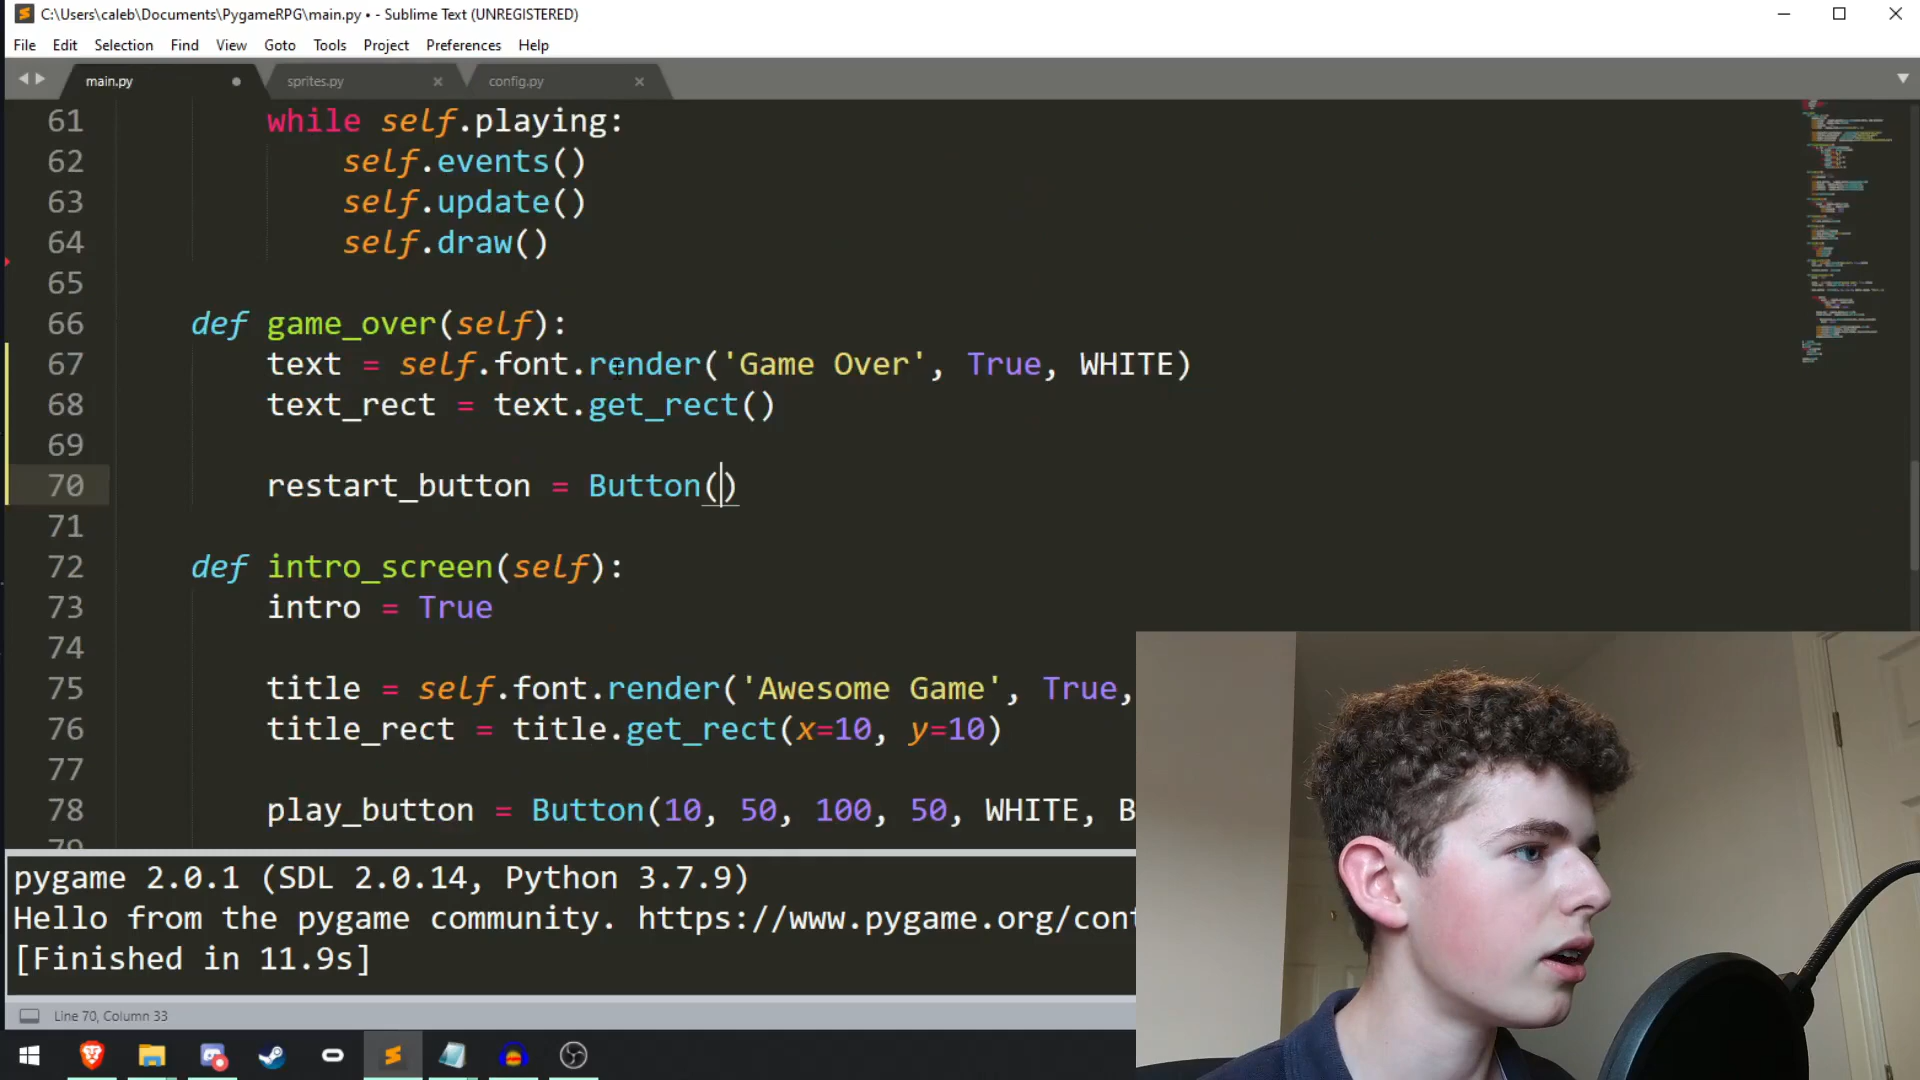 C:\Users\caleb\Documents\PygameRPG\main.py • - Sublime Text (UNREGISTERED)
File Edit Selection Find View Goto Tools Project Preferences Help
main.py sprites.py config.py
61 while self.playing:
62 self.events()
63 self.update()
64 self.draw()
65
66 def game_over(self):
67 text = self.font.render('Game Over', True, WHITE)
68 text_rect = text.get_rect()
69
70 restart_button = Button()
71
72 def intro_screen(self):
73 intro = True
74
75 title = self.font.render('Awesome Game', True,
76 title_rect = title.get_rect(x=10, y=10)
77
78 play_button = Button(10, 50, 100, 50, WHITE, B
79
pygame 2.0.1 (SDL 2.0.14, Python 3.7.9)
Hello from the pygame community. https://www.pygame.org/cont
[Finished in 11.9s]
Line 70, Column 33